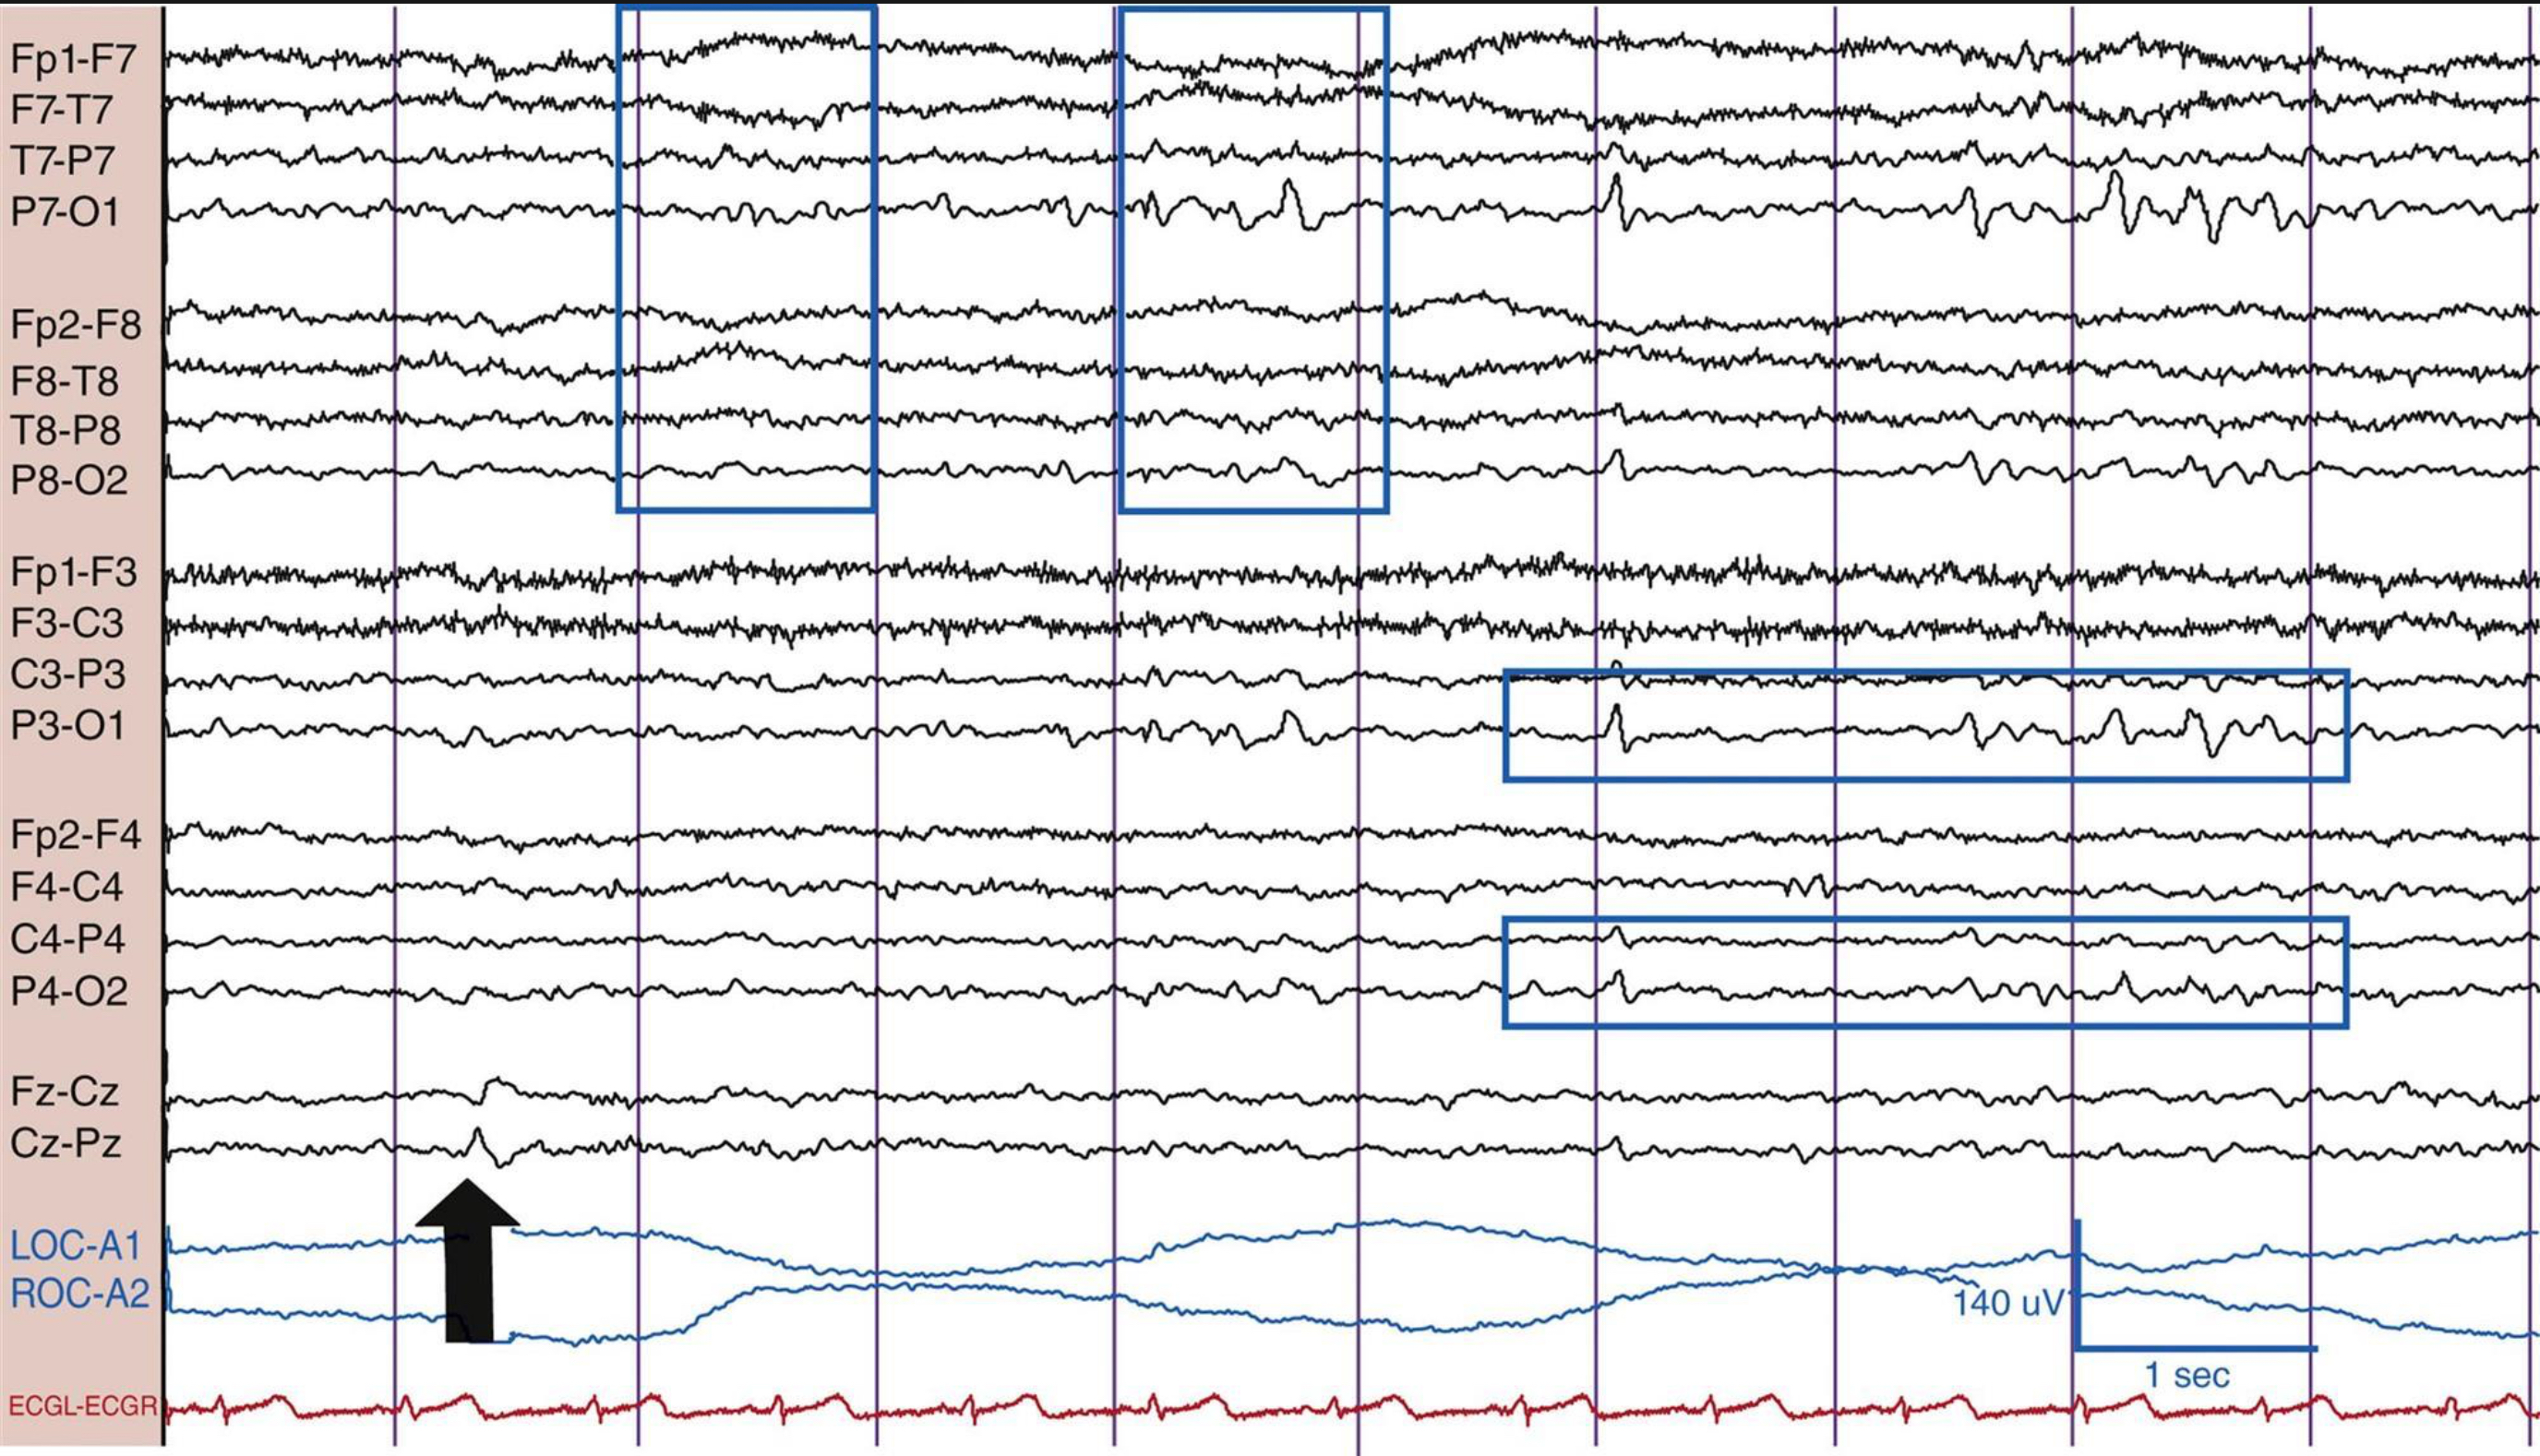 Fp1-F7
F7-T7
T7-P7
P7-O1
Fp2-F8
F8-T8
T8-P8
P8-O2
Fp1-F3
F3-C3
C3-P3
P3-O1
Fp2-F4
F4-C4
C4-P4
P4-O2
Fz-Cz
Cz-Pz
LOC-A1
ROC-A2
140 uV
1 sec
ECGL-ECGR